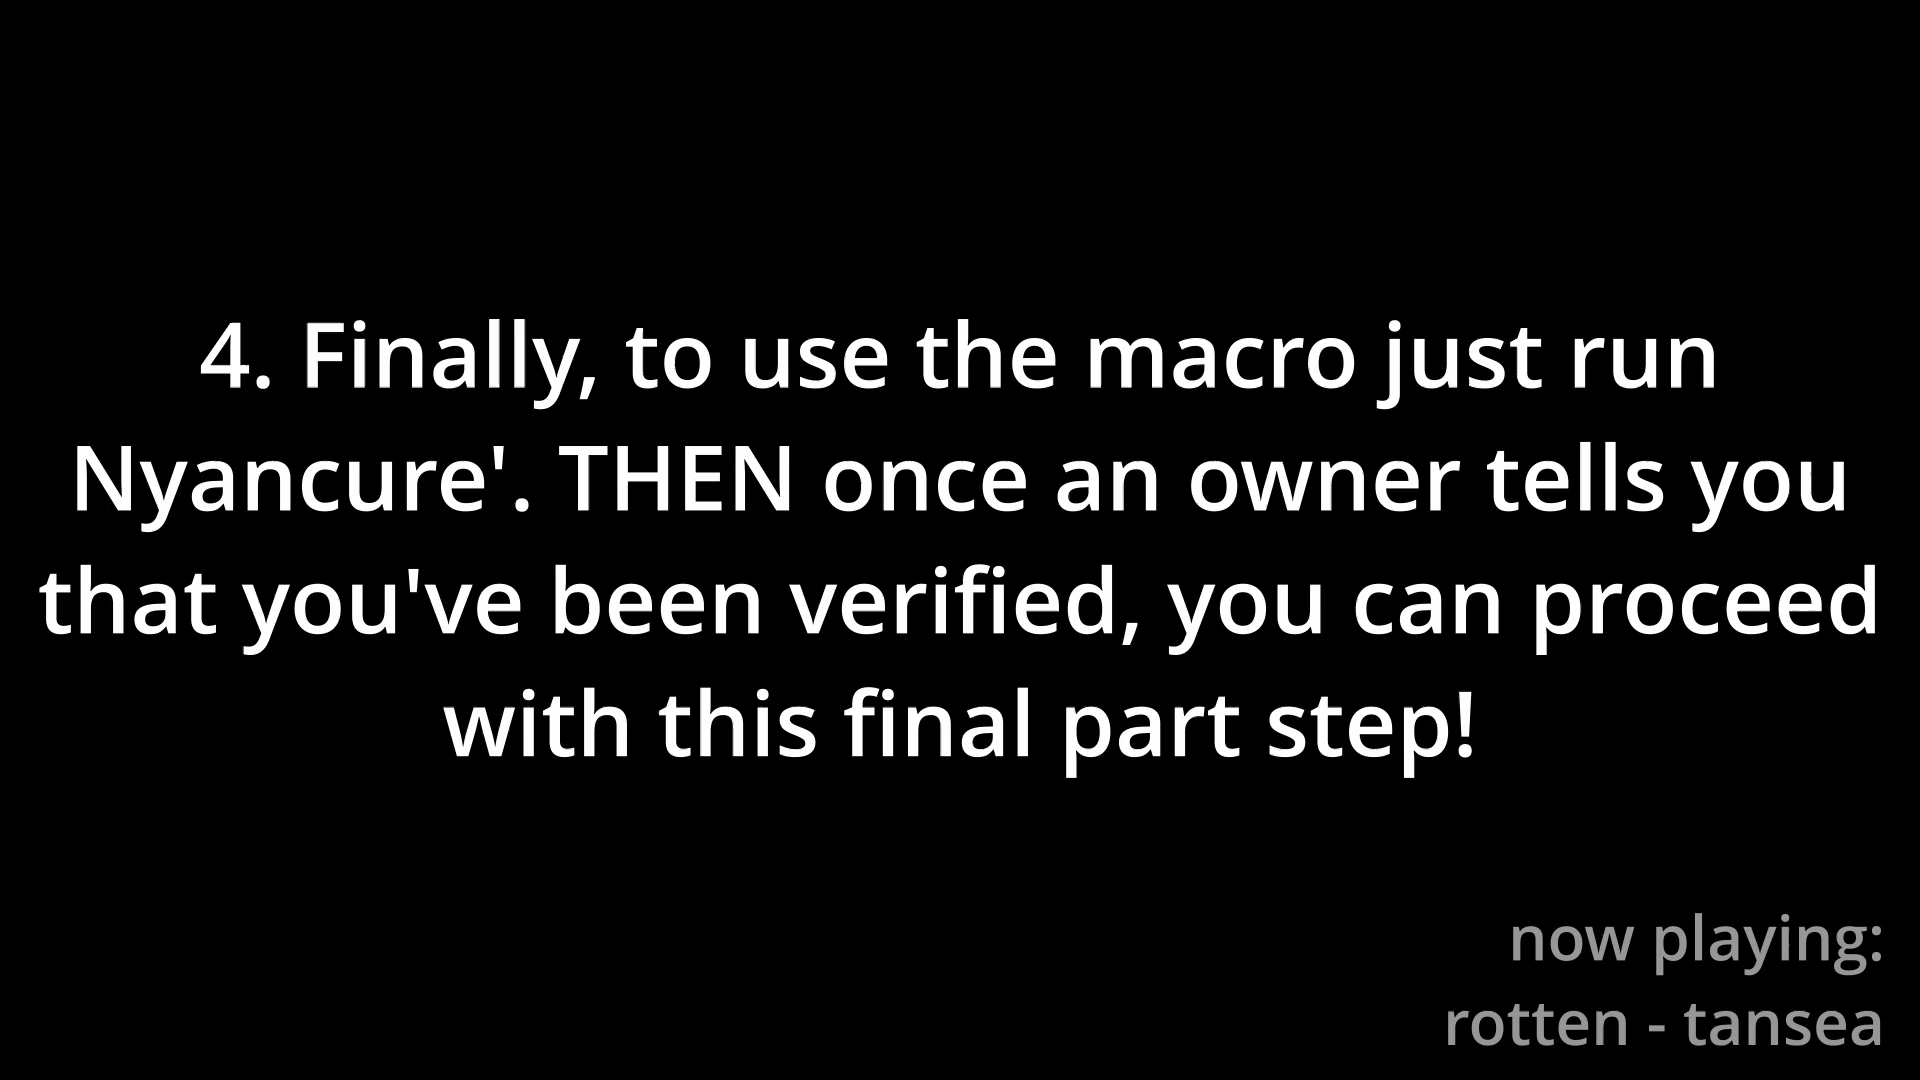 4. Finally, to use the macro just run
Nyancure'. THEN once an owner tells you
that you've been verified, you can proceed
with this final part step!
now playing:
rotten - tansea